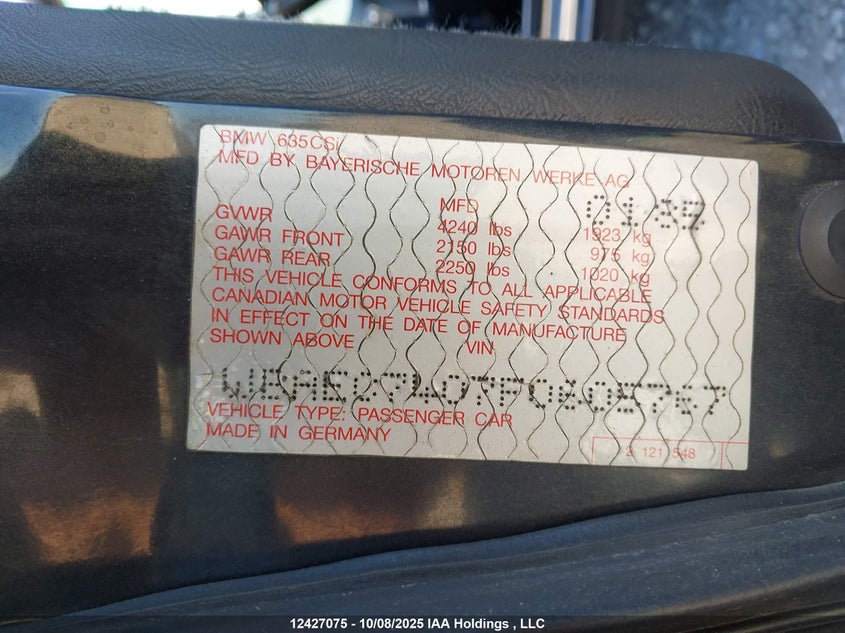 BMW 635CSi
MFD BY BAYERISCHE MOTOREN WERKE AG
MFD 01.85
GVWR 4240 lbs 1923 kg
GAWR FRONT 2150 lbs 975 kg
GAWR REAR 2250 lbs 1020 kg
THIS VEHICLE CONFORMS TO ALL APPLICABLE
CANADIAN MOTOR VEHICLE SAFETY STANDARDS
IN EFFECT ON THE DATE OF MANUFACTURE
SHOWN ABOVE VIN
WBAEC7407F0605767
VEHICLE TYPE: PASSENGER CAR
MADE IN GERMANY
2 121 548
12427075 - 10/08/2025 IAA Holdings , LLC